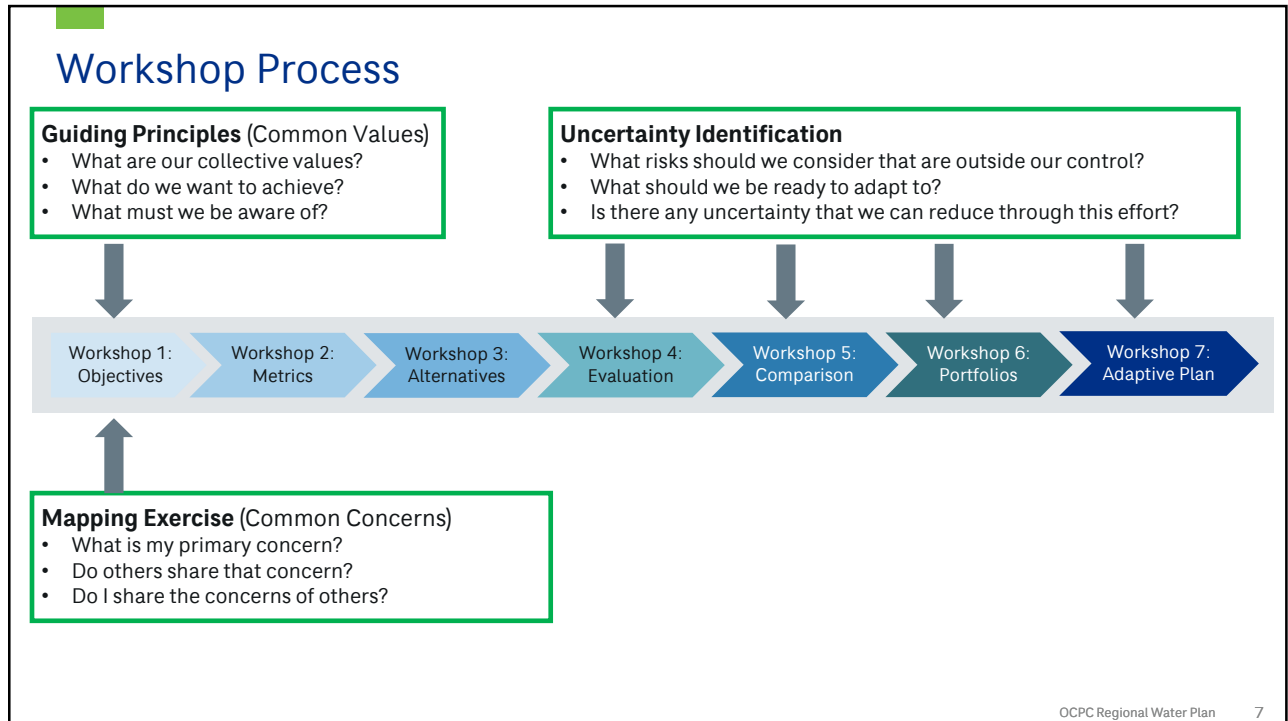 Workshop Process
Guiding Principles (Common Values)
• What are our collective values?
• What do we want to achieve?
• What must we be aware of?
Uncertainty Identification
• What risks should we consider that are outside our control?
• What should we be ready to adapt to?
• Is there any uncertainty that we can reduce through this effort?
Workshop 1:
Objectives
Workshop 2:
Metrics
Workshop 3:
Alternatives
Workshop 4:
Evaluation
Workshop 5:
Comparison
Workshop 6:
Portfolios
Workshop 7:
Adaptive Plan
Mapping Exercise (Common Concerns)
• What is my primary concern?
• Do others share that concern?
• Do I share the concerns of others?
OCPC Regional Water Plan 7